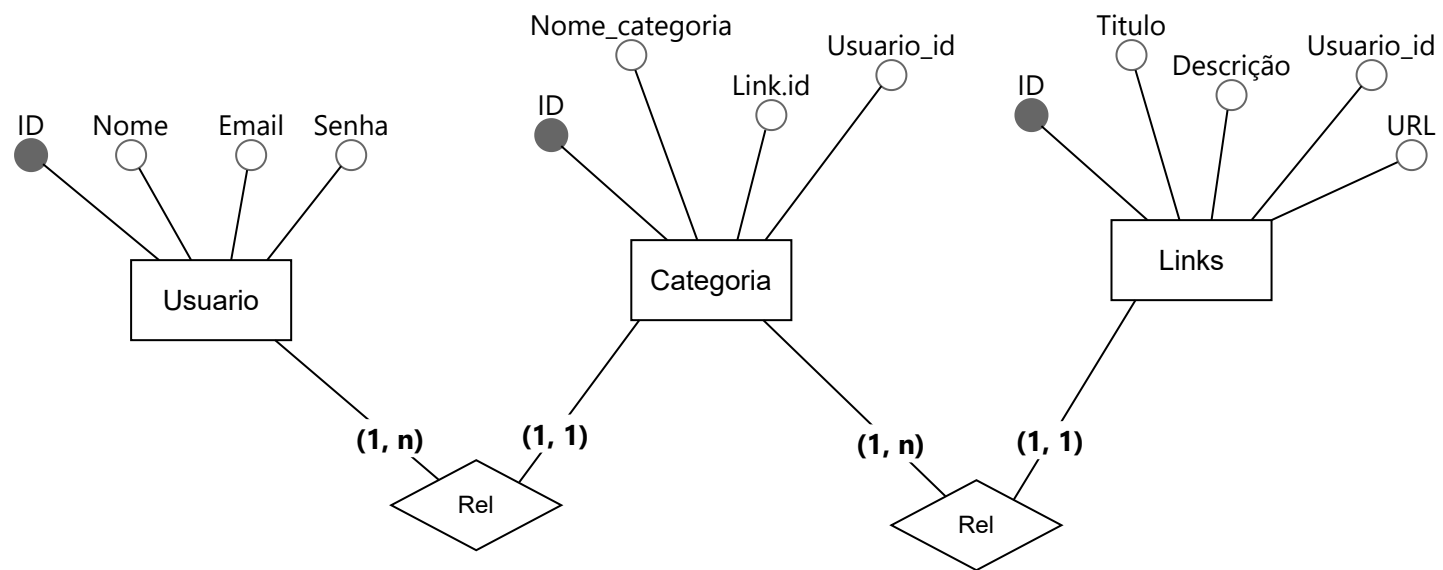 ID
Nome
Email
Senha
Usuario
Nome_categoria
ID
Link.id
Usuario_id
Categoria
Titulo
ID
Descrição
Usuario_id
URL
Links
(1, n)
(1, 1)
Rel
(1, n)
(1, 1)
Rel